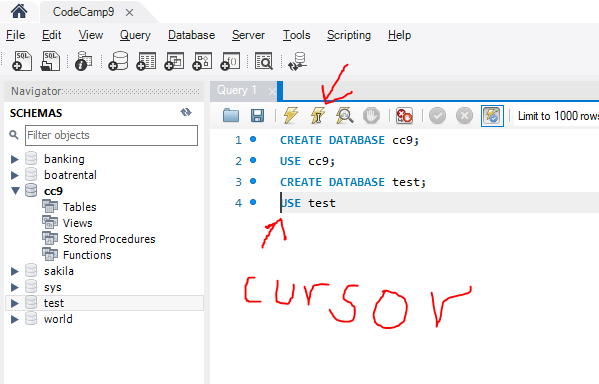 CodeCamp9
File Edit View Query Database Server Tools Scripting Help
SQL SQL
Navigator
SCHEMAS
Filter objects
banking
boatrental
cc9
Tables
Views
Stored Procedures
Functions
sakila
sys
test
world
Query 1
Limit to 1000 rows
1 CREATE DATABASE cc9;
2 USE cc9;
3 CREATE DATABASE test;
4 USE test
cursor